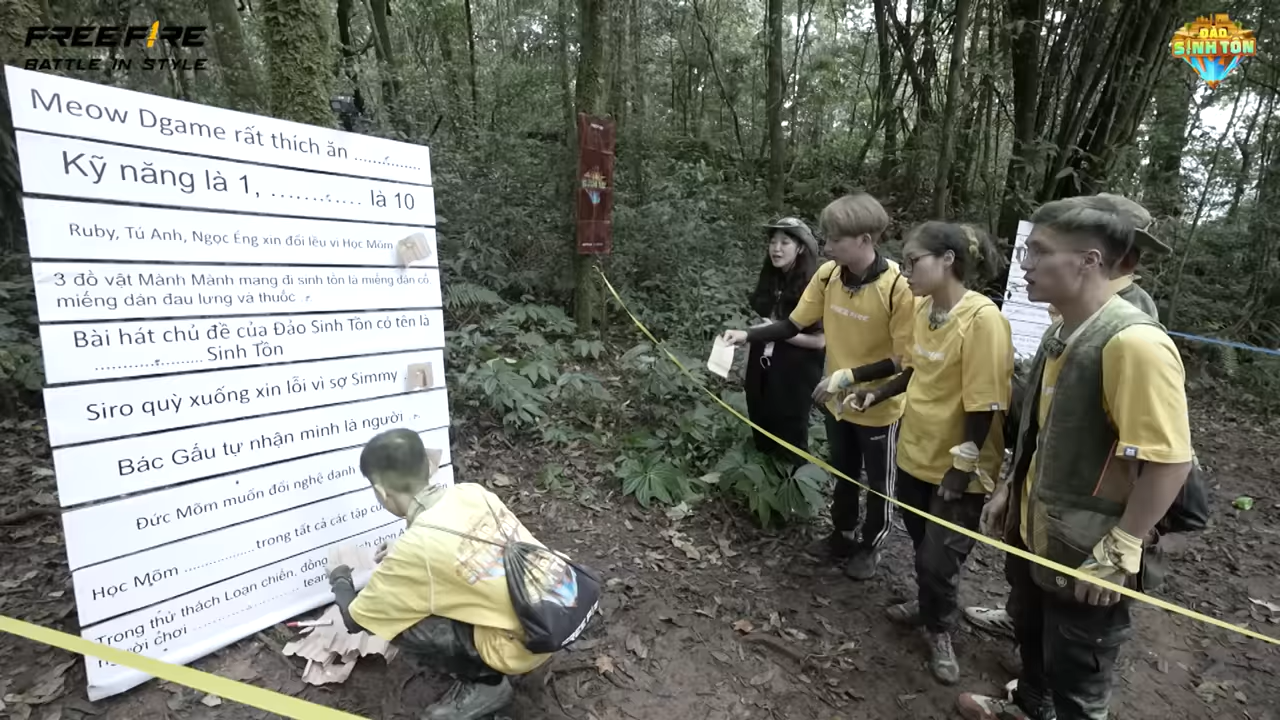 FREE FIRE
BATTLE IN STYLE
ĐẢO
SINH TỒN
Meow Dgame rất thích ăn ..................
Kỹ năng là 1, ................ là 10
Ruby, Tú Anh, Ngọc Éng xin đổi lều vì Học Mõm
3 đồ vật Mành Mành mang đi sinh tồn là miếng dán cổ,
miếng dán đau lưng và thuốc
Bài hát chủ đề của Đảo Sinh Tồn có tên là
..................... Sinh Tồn
Siro quỳ xuống xin lỗi vì sợ Simmy
Bác Gấu tự nhận mình là người
Đức Mõm muốn đổi nghệ danh
Học Mõm ................ trong tất cả các tập
Trong thử thách Loạn chiến, đồng
người chơi ........................ team